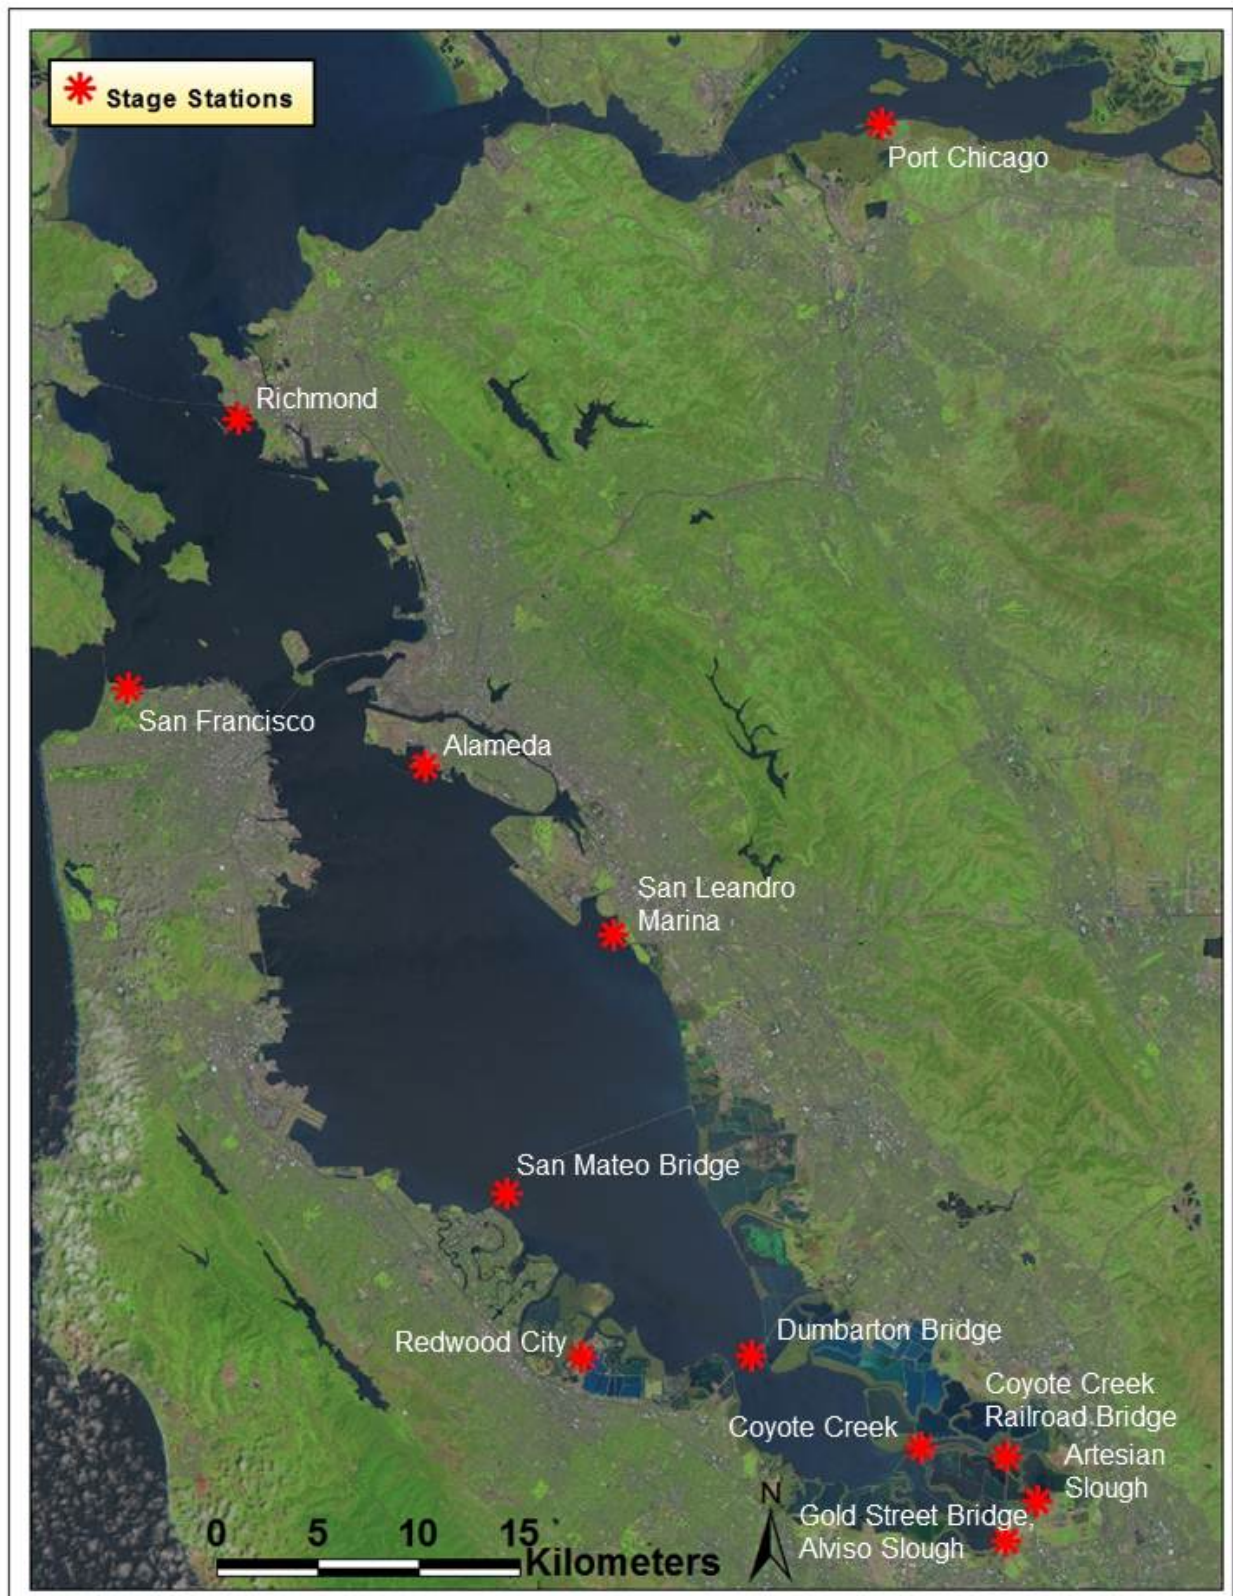 Stage Stations
Port Chicago
Richmond
San Francisco
Alameda
San Leandro
Marina
San Mateo Bridge
Redwood City
Dumbarton Bridge
Coyote Creek
Railroad Bridge
Coyote Creek
Artesian
Slough
N
Gold Street Bridge,
Alviso Slough
0 5 10 15
Kilometers